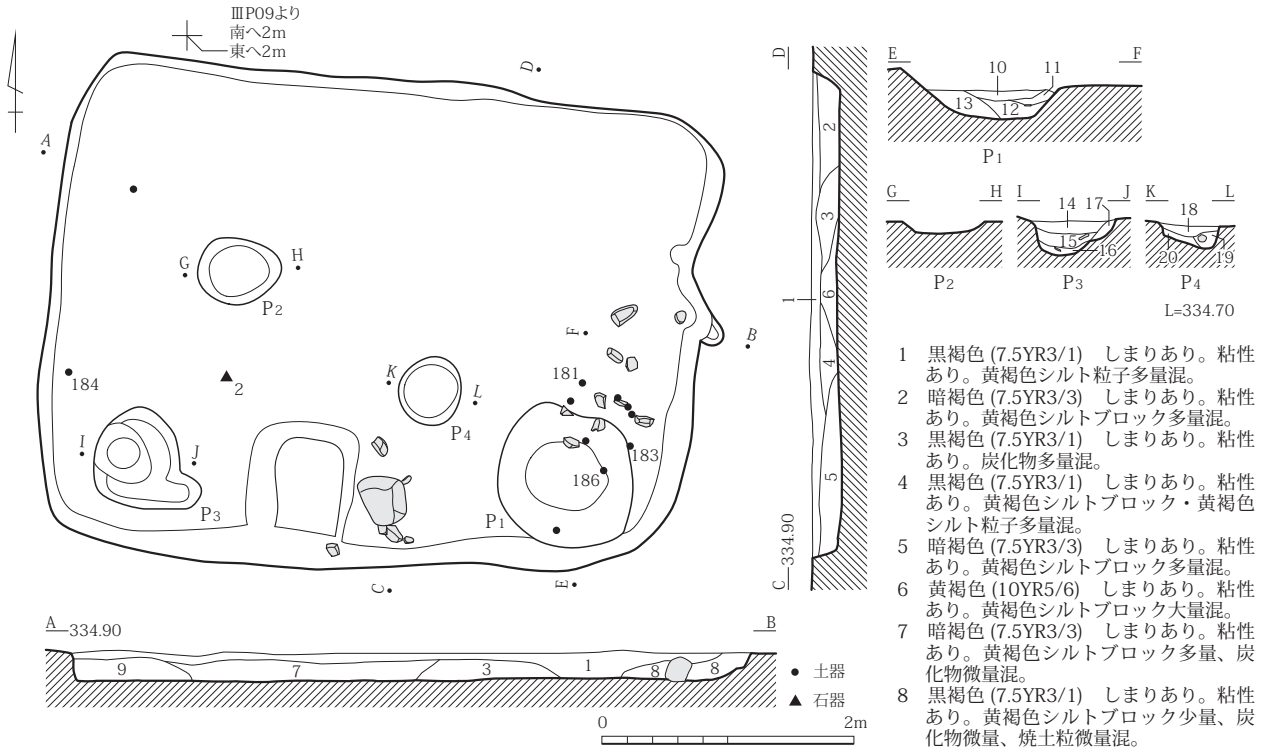 ⅢP09より
南へ2m
東へ2m
D
A
G
H
P2
F
B
184
2
K
L
181
P4
I
J
183
186
P3
P1
C
E
D
2
3
1
6
4
5
C 334.90
A 334.90
B
9
7
3
1
8
8
● 土器
▲ 石器
0
2m
E
F
10
11
13
12
P1
G
H
I
J
K
L
14
17
18
15
16
20
19
P2
P3
P4
L=334.70
1 黒褐色 (7.5YR3/1) しまりあり。粘性
あり。黄褐色シルト粒子多量混。
2 暗褐色 (7.5YR3/3) しまりあり。粘性
あり。黄褐色シルトブロック多量混。
3 黒褐色 (7.5YR3/1) しまりあり。粘性
あり。炭化物多量混。
4 黒褐色 (7.5YR3/1) しまりあり。粘性
あり。黄褐色シルトブロック・黄褐色
シルト粒子多量混。
5 暗褐色 (7.5YR3/3) しまりあり。粘性
あり。黄褐色シルトブロック多量混。
6 黄褐色 (10YR5/6) しまりあり。粘性
あり。黄褐色シルトブロック大量混。
7 暗褐色 (7.5YR3/3) しまりあり。粘性
あり。黄褐色シルトブロック多量、炭
化物微量混。
8 黒褐色 (7.5YR3/1) しまりあり。粘性
あり。黄褐色シルトブロック少量、炭
化物微量、焼土粒微量混。